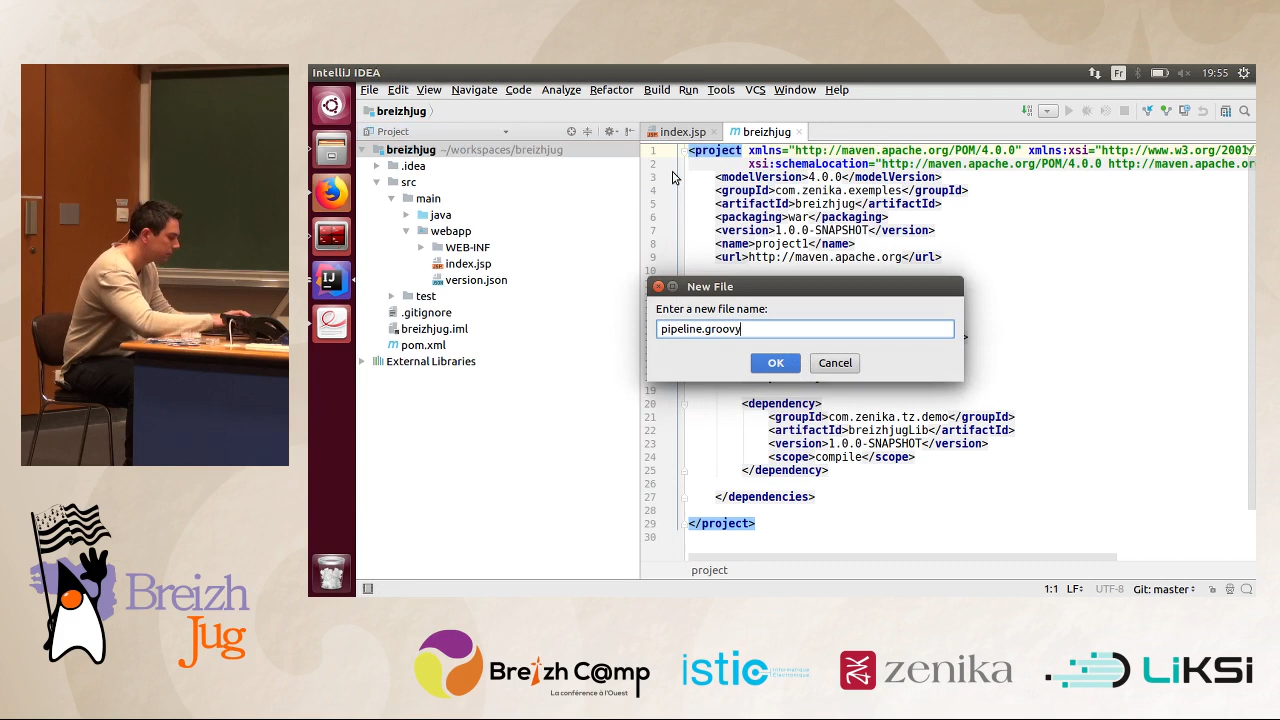 IntelliJ IDEA
Fr
19:55
File Edit View Navigate Code Analyze Refactor Build Run Tools VCS Window Help
breizhjug
Project
index.jsp
breizhjug
breizhjug ~/workspaces/breizhjug
.idea
src
main
java
webapp
WEB-INF
index.jsp
version.json
test
.gitignore
breizhjug.iml
pom.xml
External Libraries
1 <project xmlns="http://maven.apache.org/POM/4.0.0" xmlns:xsi="http://www.w3.org/2001/
2 xsi:schemaLocation="http://maven.apache.org/POM/4.0.0 http://maven.apache.or
3 <modelVersion>4.0.0</modelVersion>
4 <groupId>com.zenika.exemples</groupId>
5 <artifactId>breizhjug</artifactId>
6 <packaging>war</packaging>
7 <version>1.0.0-SNAPSHOT</version>
8 <name>project1</name>
9 <url>http://maven.apache.org</url>
10
New File
Enter a new file name:
pipeline.groovy
OK Cancel
19
20 <dependency>
21 <groupId>com.zenika.tz.demo</groupId>
22 <artifactId>breizhjugLib</artifactId>
23 <version>1.0.0-SNAPSHOT</version>
24 <scope>compile</scope>
25 </dependency>
26
27 </dependencies>
28
29 </project>
30
project
1:1 LF UTF-8 Git: master
Breizh
Jug
Breizh C@mp
La conférence à l'Ouest
istic Informatique
Électronique
zenika
LiKSi